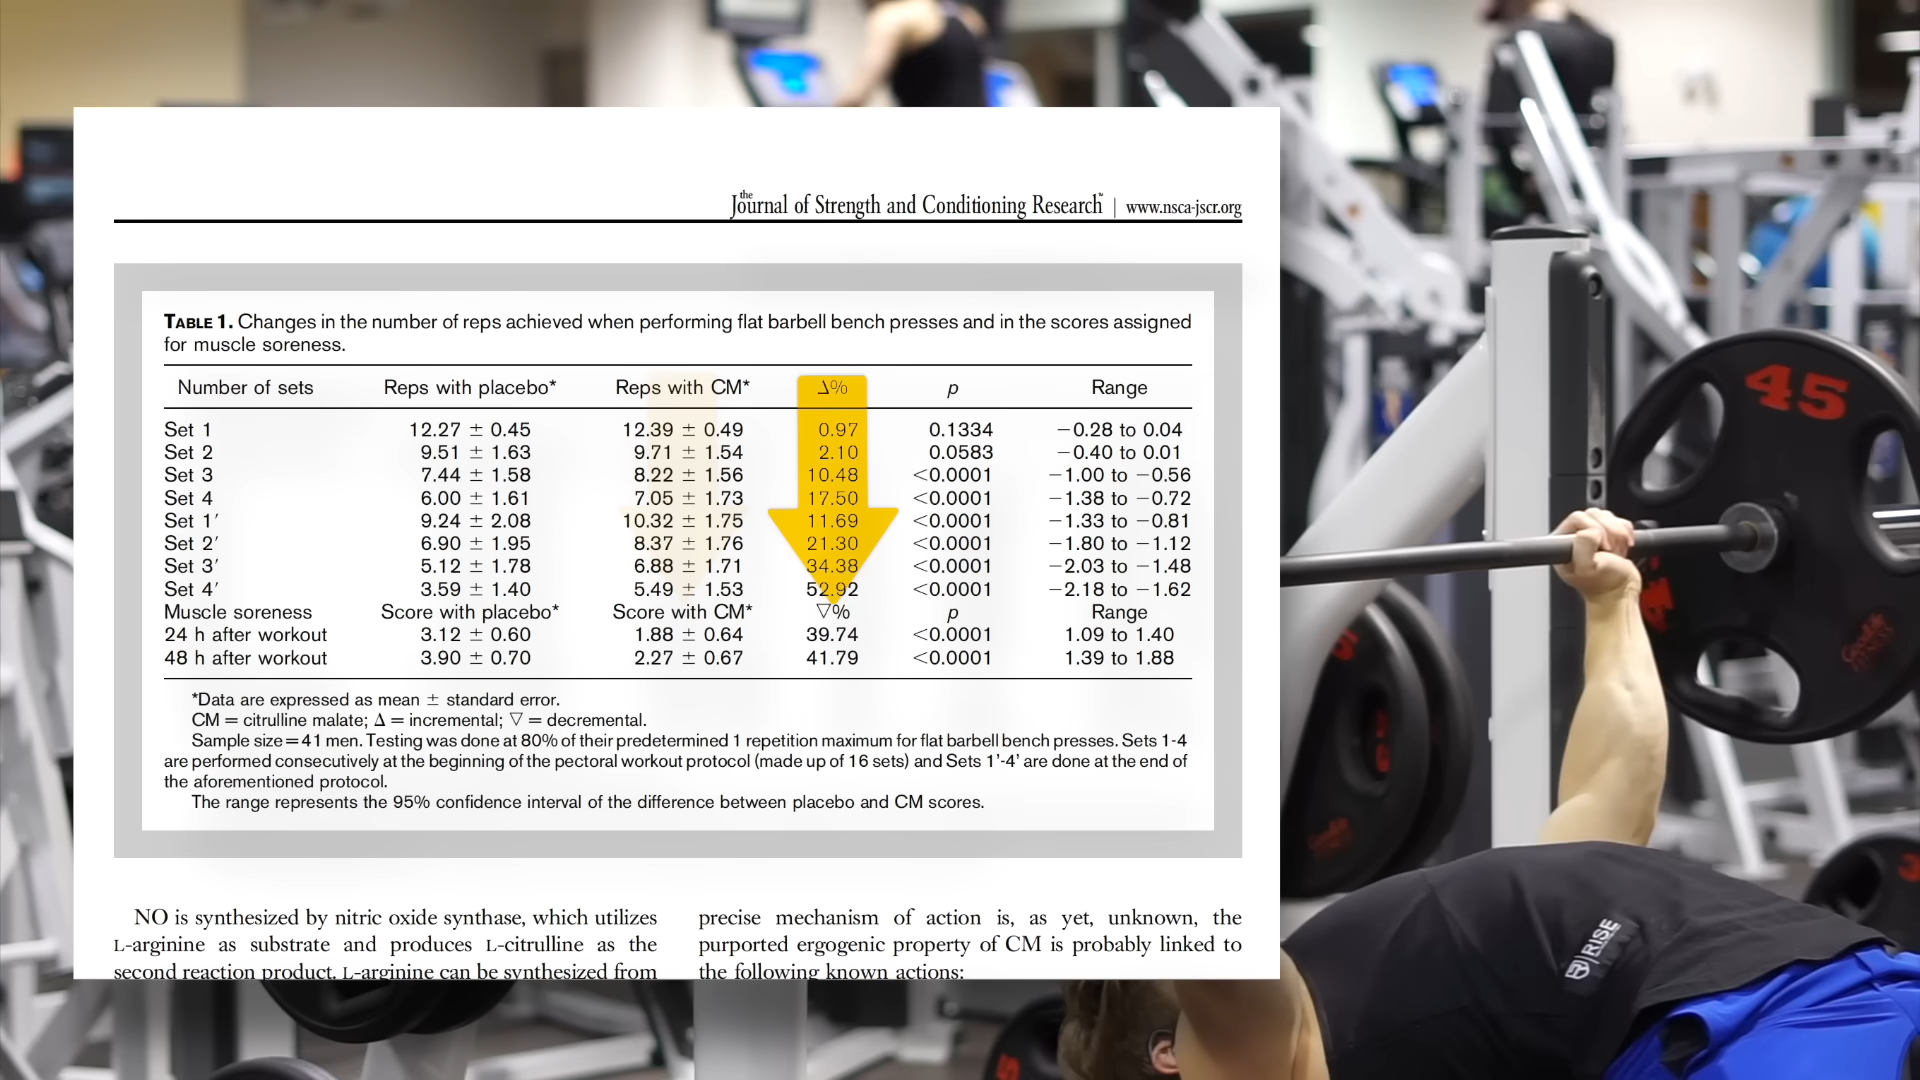 the Journal of Strength and Conditioning Research™ | www.nsca-jscr.org
TABLE 1. Changes in the number of reps achieved when performing flat barbell bench presses and in the scores assigned
for muscle soreness.
Number of sets Reps with placebo* Reps with CM* Δ% p Range
Set 1 12.27 ± 0.45 12.39 ± 0.49 0.97 0.1334 −0.28 to 0.04
Set 2 9.51 ± 1.63 9.71 ± 1.54 2.10 0.0583 −0.40 to 0.01
Set 3 7.44 ± 1.58 8.22 ± 1.56 10.48 <0.0001 −1.00 to −0.56
Set 4 6.00 ± 1.61 7.05 ± 1.73 17.50 <0.0001 −1.38 to −0.72
Set 1′ 9.24 ± 2.08 10.32 ± 1.75 11.69 <0.0001 −1.33 to −0.81
Set 2′ 6.90 ± 1.95 8.37 ± 1.76 21.30 <0.0001 −1.80 to −1.12
Set 3′ 5.12 ± 1.78 6.88 ± 1.71 34.38 <0.0001 −2.03 to −1.48
Set 4′ 3.59 ± 1.40 5.49 ± 1.53 52.92 <0.0001 −2.18 to −1.62
Muscle soreness Score with placebo* Score with CM* ▽% p Range
24 h after workout 3.12 ± 0.60 1.88 ± 0.64 39.74 <0.0001 1.09 to 1.40
48 h after workout 3.90 ± 0.70 2.27 ± 0.67 41.79 <0.0001 1.39 to 1.88
*Data are expressed as mean ± standard error.
CM = citrulline malate; Δ = incremental; ▽ = decremental.
Sample size = 41 men. Testing was done at 80% of their predetermined 1 repetition maximum for flat barbell bench presses. Sets 1-4
are performed consecutively at the beginning of the pectoral workout protocol (made up of 16 sets) and Sets 1'-4' are done at the end of
the aforementioned protocol.
The range represents the 95% confidence interval of the difference between placebo and CM scores.
NO is synthesized by nitric oxide synthase, which utilizes
L-arginine as substrate and produces L-citrulline as the
second reaction product. L-arginine can be synthesized from
precise mechanism of action is, as yet, unknown, the
purported ergogenic property of CM is probably linked to
the following known actions:
45
RISE